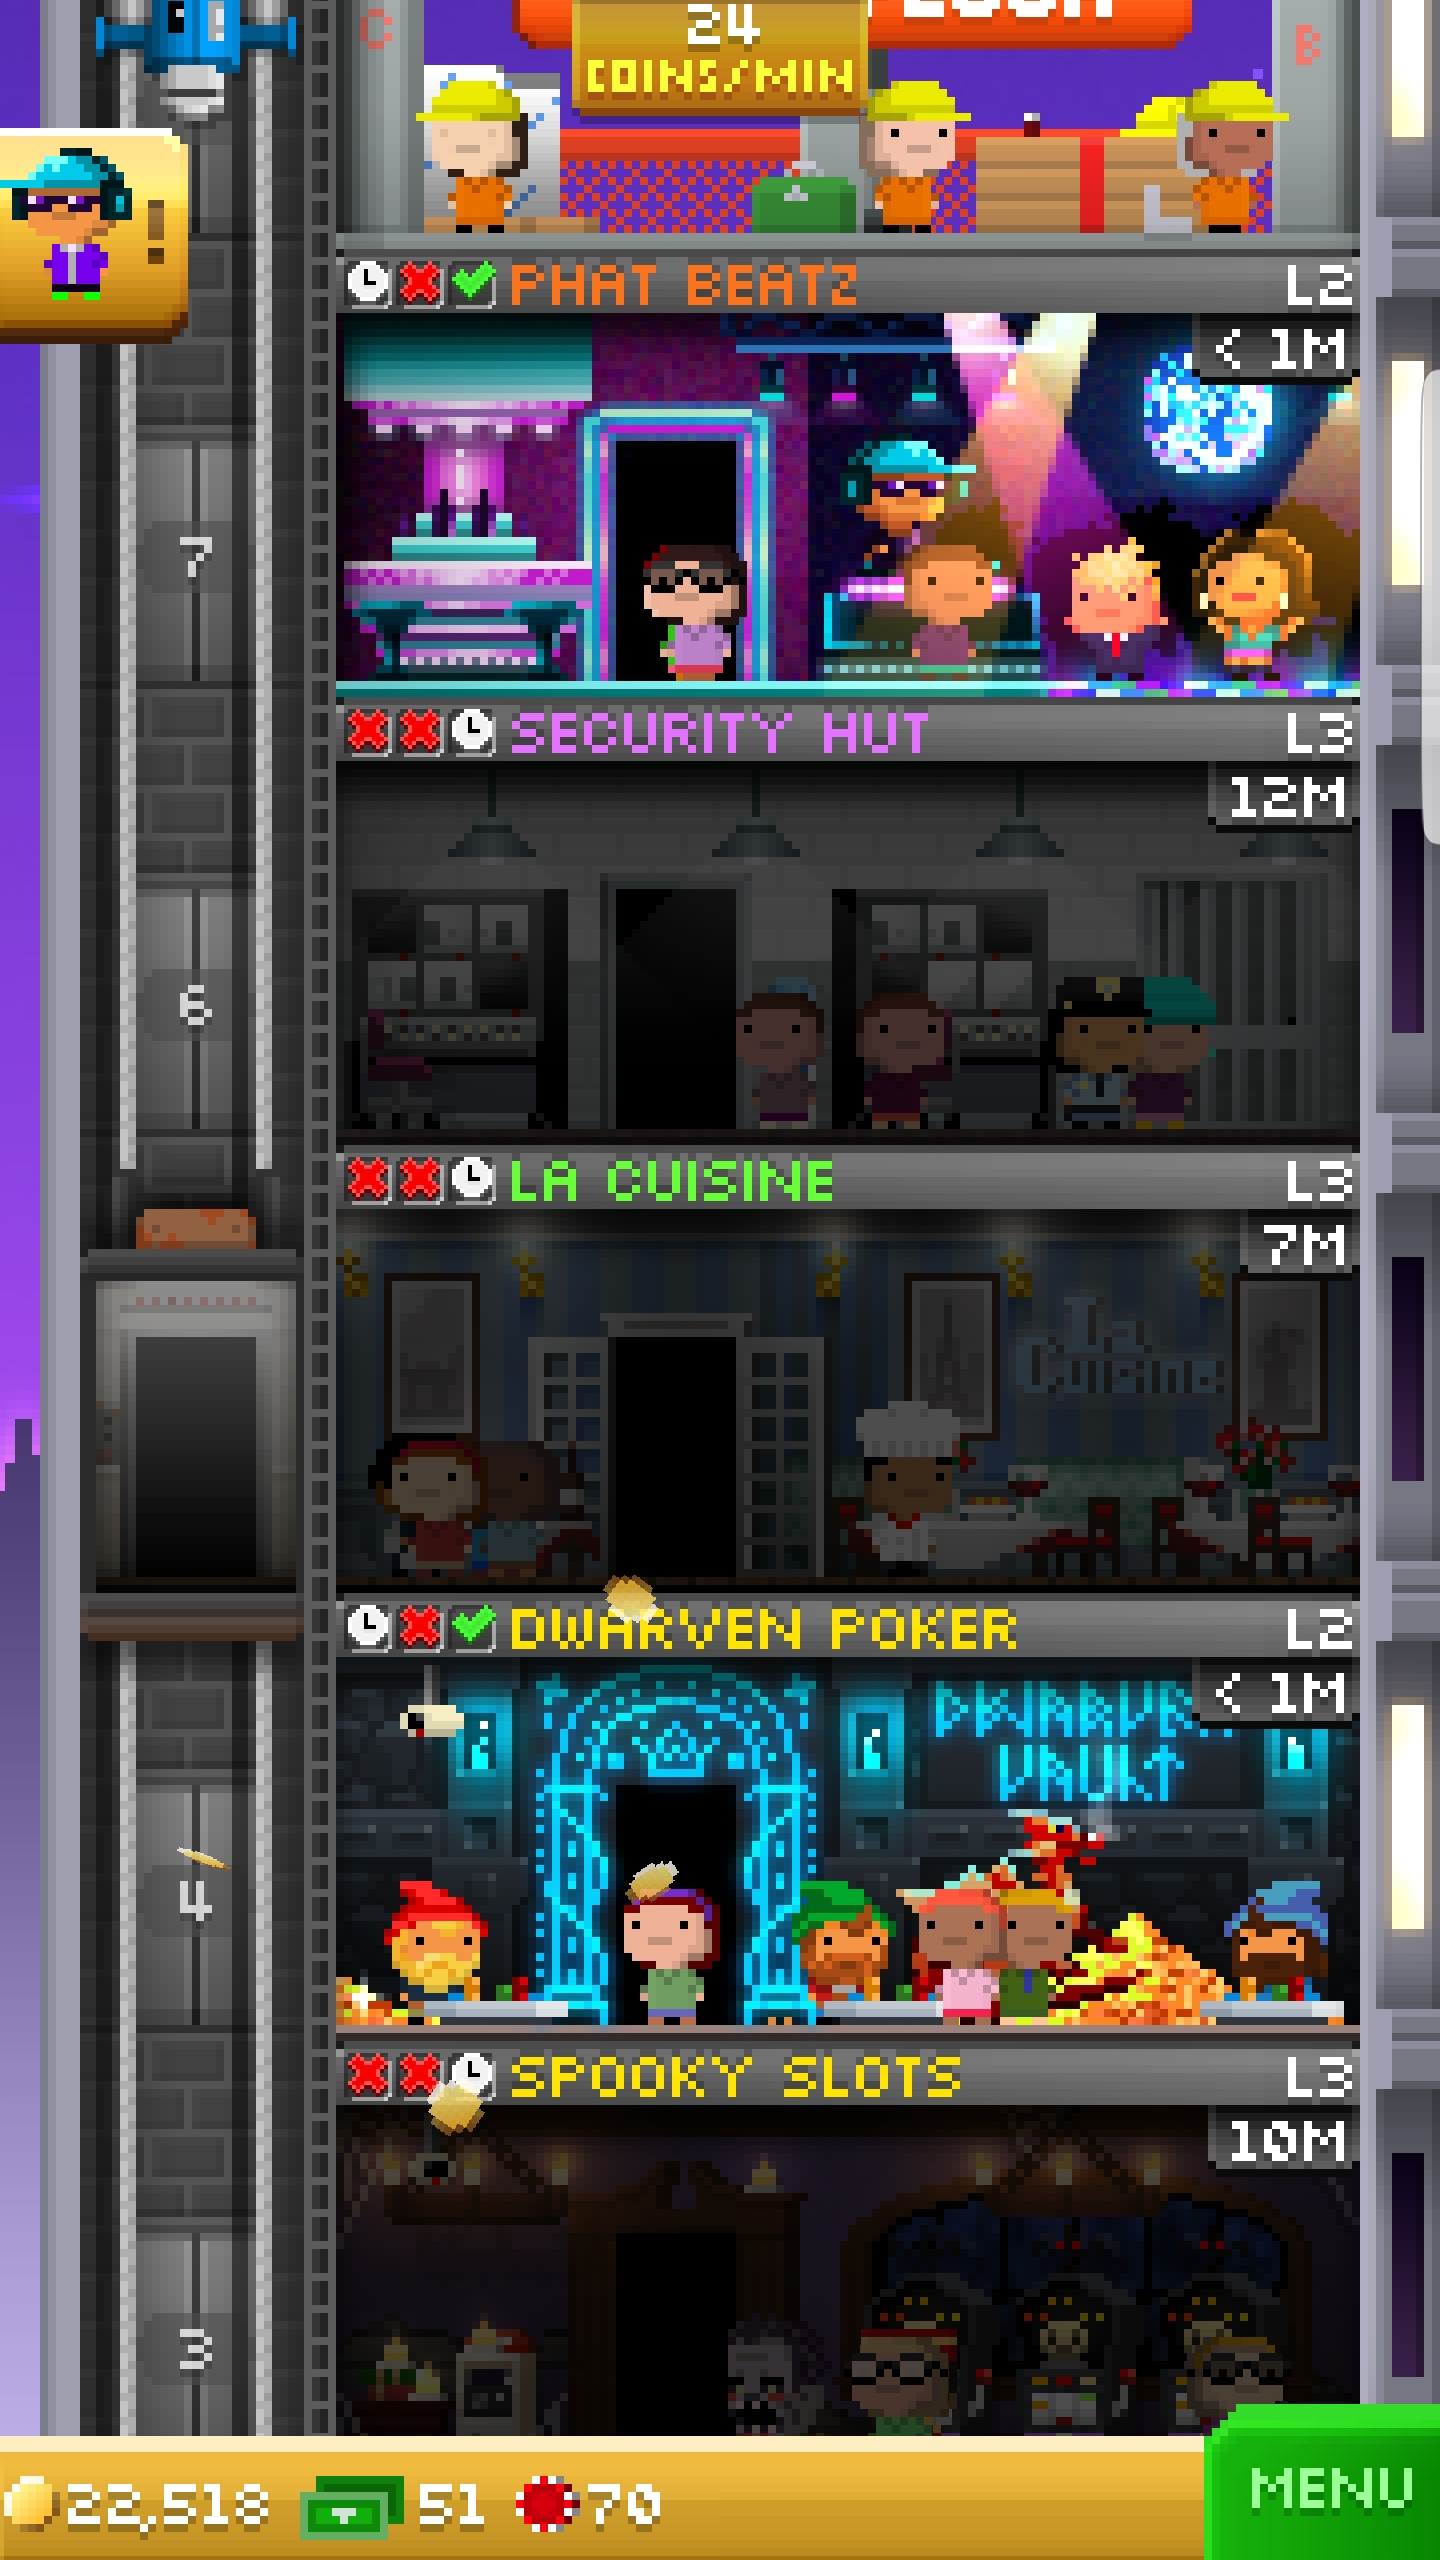 C
24
COINS/MIN
B
!
PHAT BEATZ
L2
< 1M
7
SECURITY HUT
L3
12M
6
LA CUISINE
L3
7M
La
Cuisine
DWARVEN POKER
L2
< 1M
VAULT
4
SPOOKY SLOTS
L3
10M
3
22,518
51
70
MENU